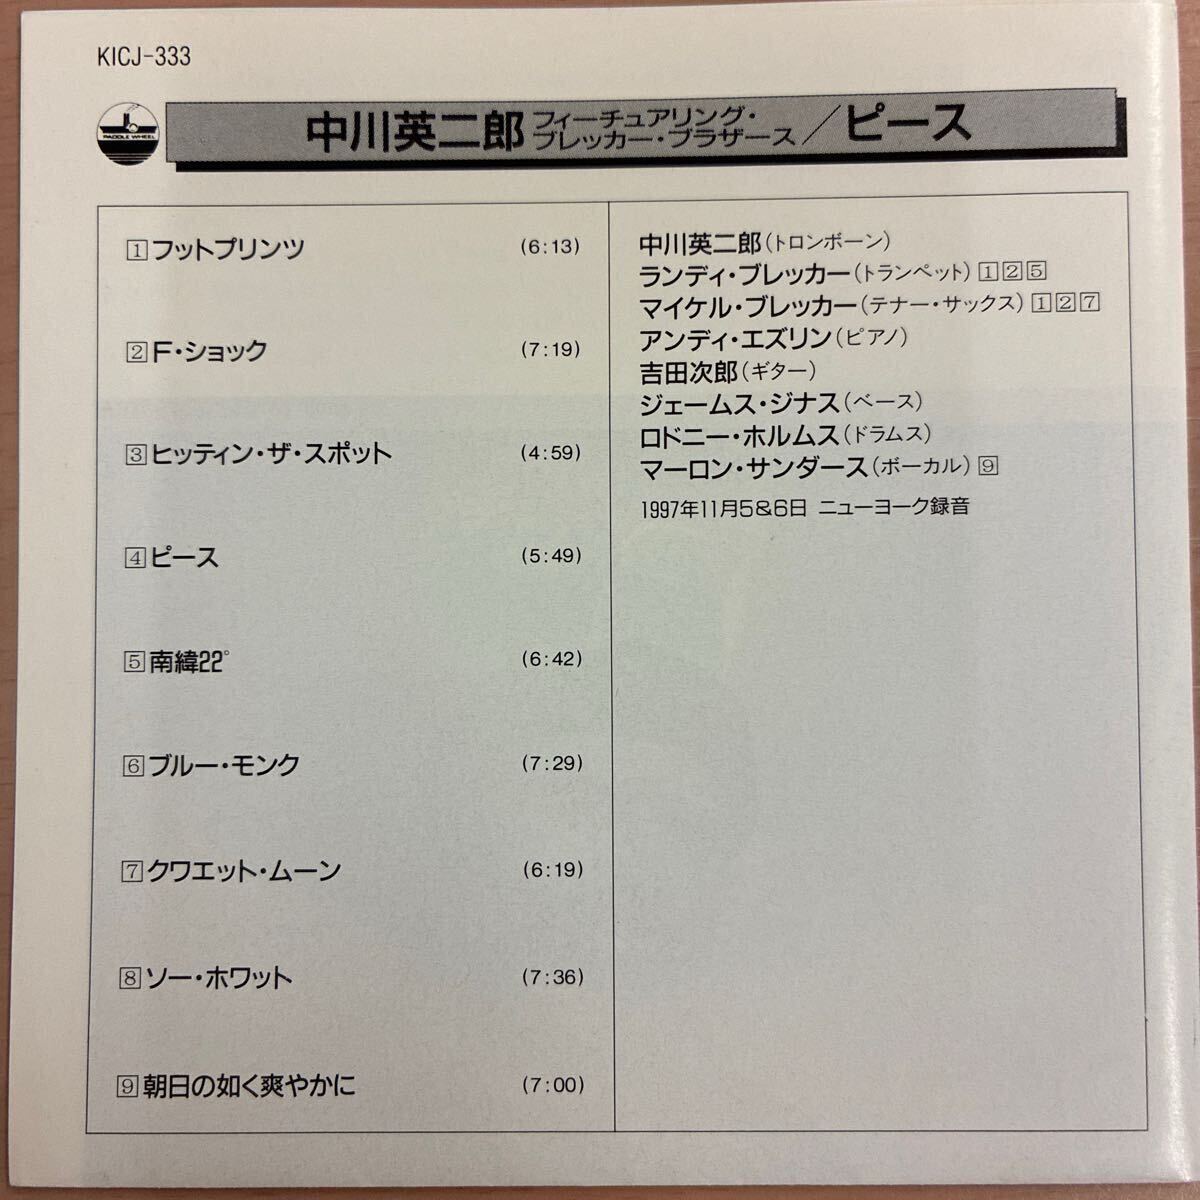 KICJ-333
PADDLE WHEEL
中川英二郎 フィーチュアリング・ブレッカー・ブラザース／ピース
1 フットプリンツ (6:13)
2 F・ショック (7:19)
3 ヒッティン・ザ・スポット (4:59)
4 ピース (5:49)
5 南緯22° (6:42)
6 ブルー・モンク (7:29)
7 クワエット・ムーン (6:19)
8 ソー・ホワット (7:36)
9 朝日の如く爽やかに (7:00)
中川英二郎(トロンボーン)
ランディ・ブレッカー(トランペット) 1 2 5
マイケル・ブレッカー(テナー・サックス) 1 2 7
アンディ・エズリン(ピアノ)
吉田次郎(ギター)
ジェームス・ジナス(ベース)
ロドニー・ホルムス(ドラムス)
マーロン・サンダース(ボーカル) 9
1997年11月5&6日 ニューヨーク録音